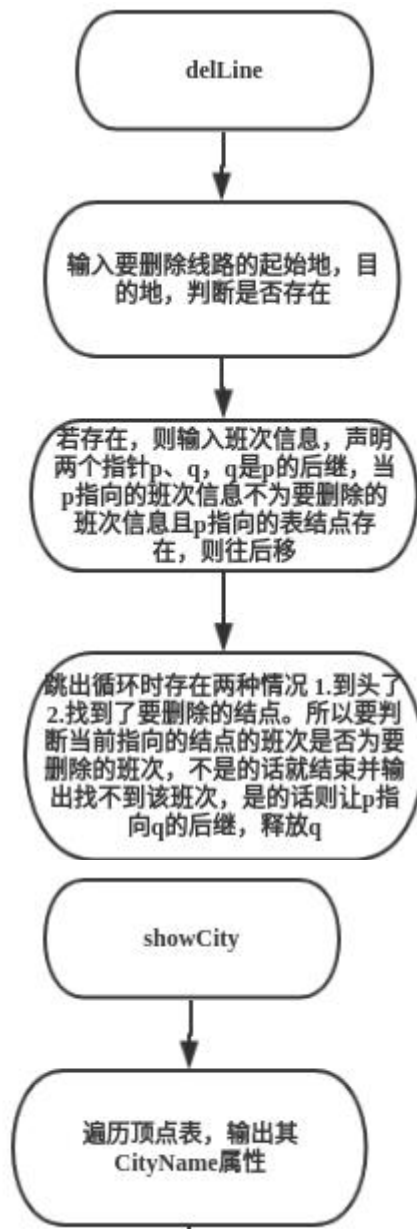 delLine
输入要删除线路的起始地，目
的地，判断是否存在
若存在，则输入班次信息，声明
两个指针p、q，q是p的后继，当
p指向的班次信息不为要删除的
班次信息且p指向的表结点存
在，则往后移
跳出循环时存在两种情况 1.到头了
2.找到了要删除的结点。所以要判
断当前指向的结点的班次是否为要
删除的班次，不是的话就结束并输
出找不到该班次，是的话则让p指
向q的后继，释放q
showCity
遍历顶点表，输出其
CityName属性